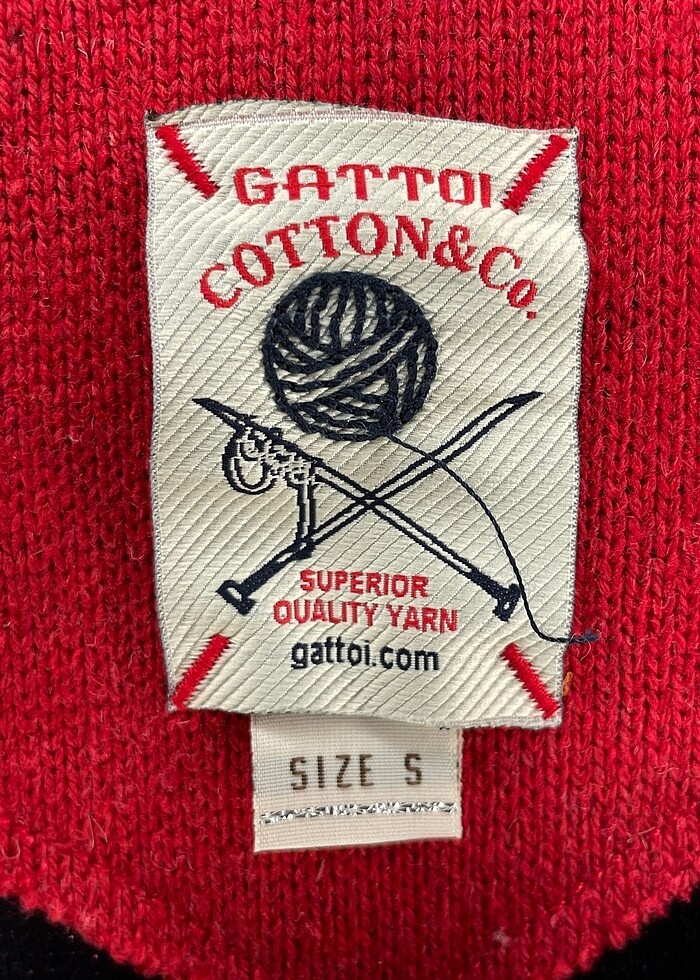 GATTOI
COTTON&Co.
SUPERIOR
QUALITY YARN
gattoi.com
SIZE S